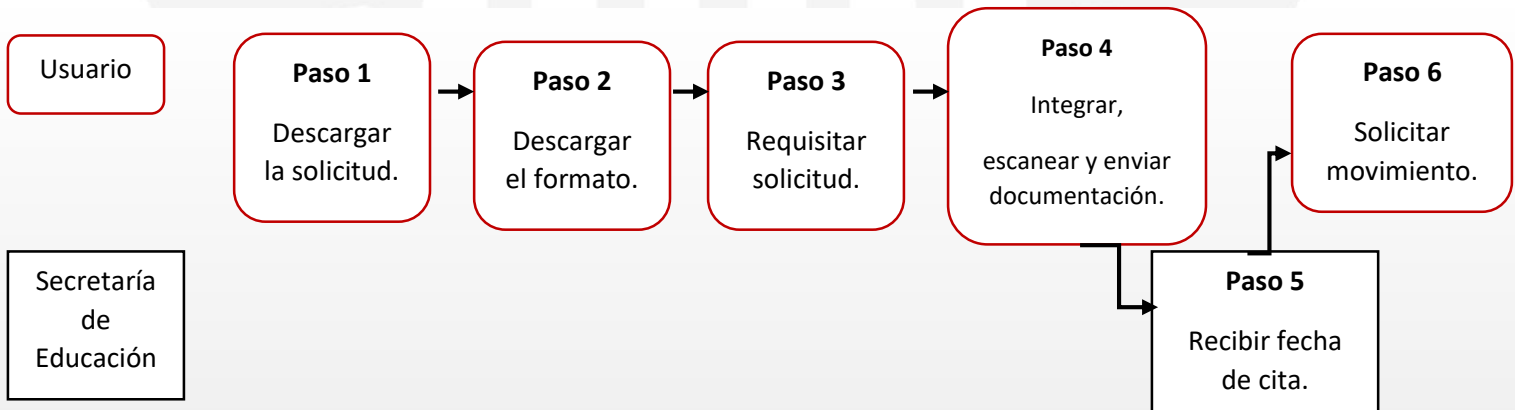 Usuario
Paso 1
Descargar
la solicitud.
Paso 2
Descargar
el formato.
Paso 3
Requisitar
solicitud.
Paso 4
Integrar,
escanear y enviar
documentación.
Paso 6
Solicitar
movimiento.
Secretaría
de
Educación
Paso 5
Recibir fecha
de cita.